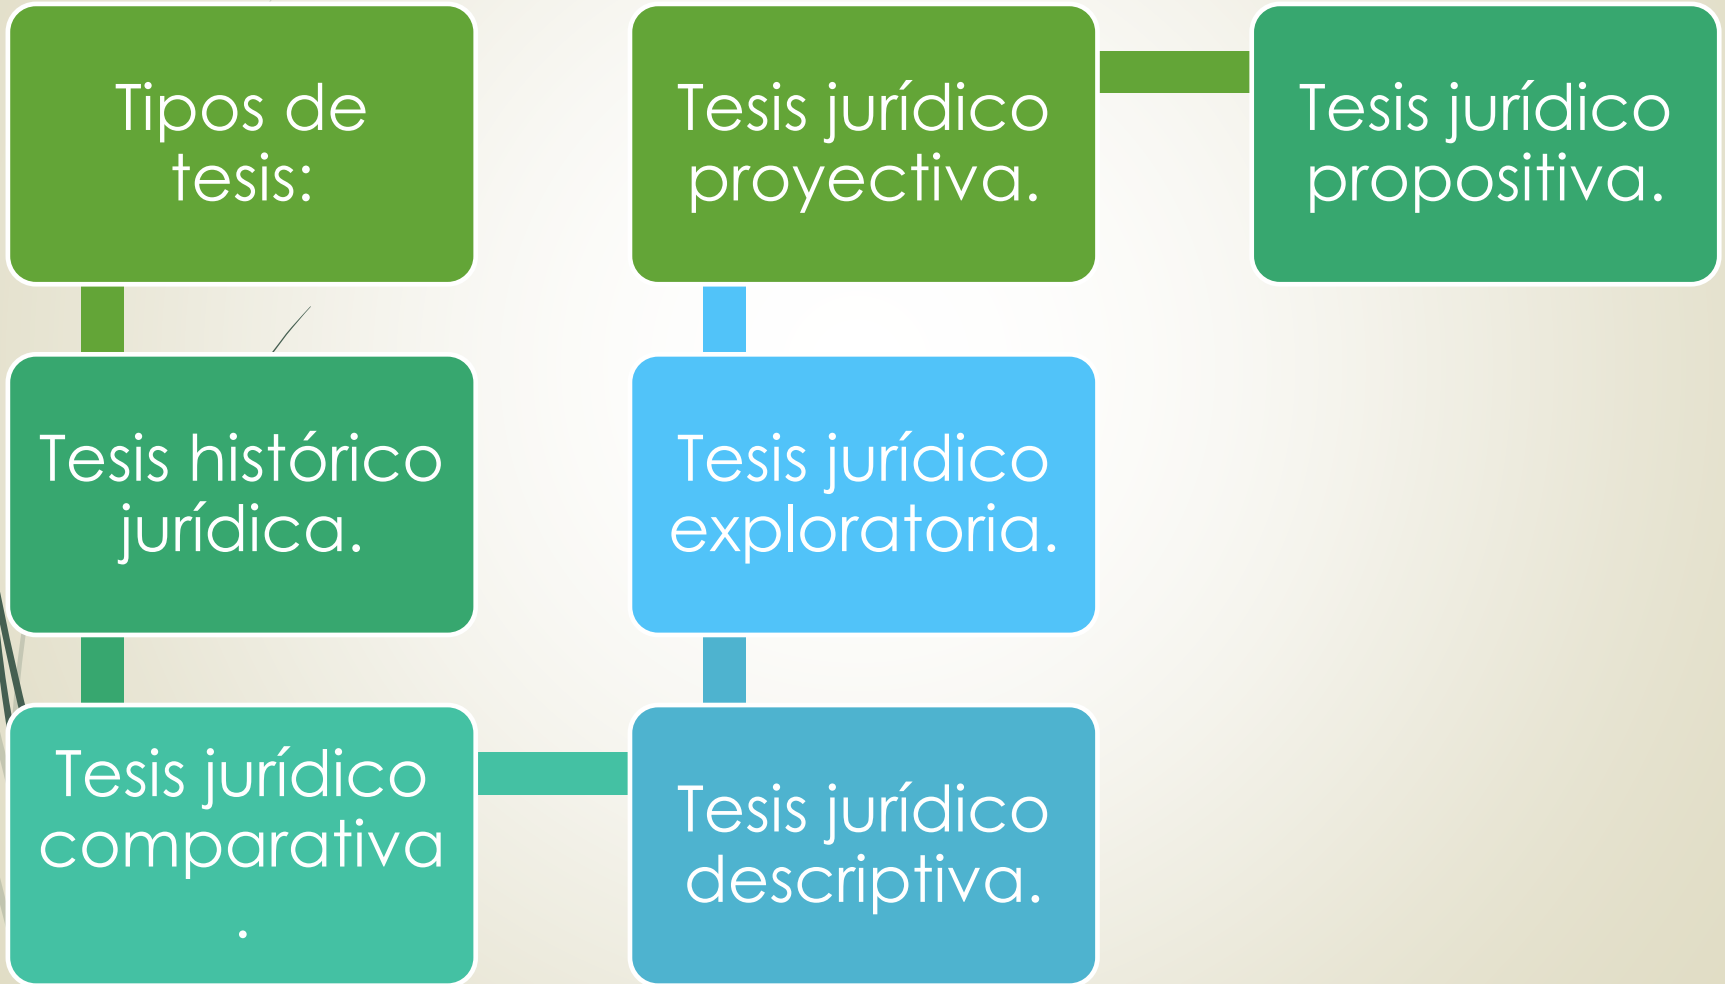 Tipos de
tesis:
Tesis histórico
jurídica.
Tesis jurídico
comparativa
.
Tesis jurídico
descriptiva.
Tesis jurídico
exploratoria.
Tesis jurídico
proyectiva.
Tesis jurídico
propositiva.